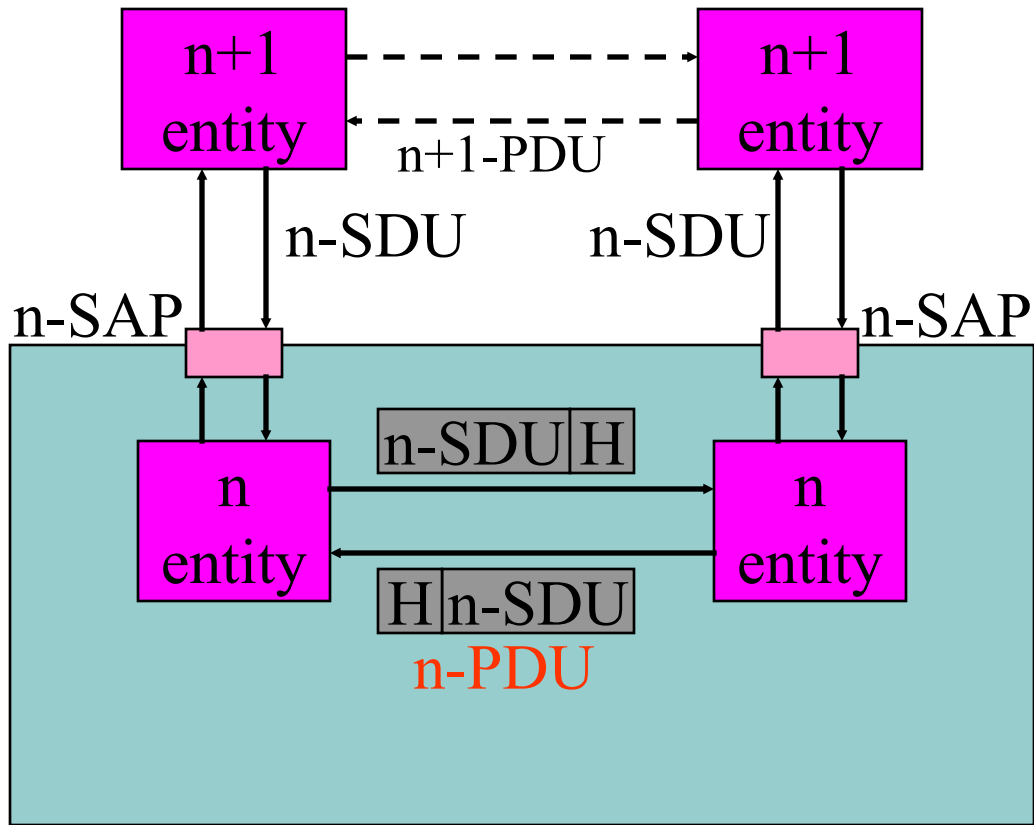 n+1
entity
n+1
entity
n+1-PDU
n-SDU
n-SDU
n-SAP
n-SAP
n-SDU H
n
entity
n
entity
H n-SDU
n-PDU